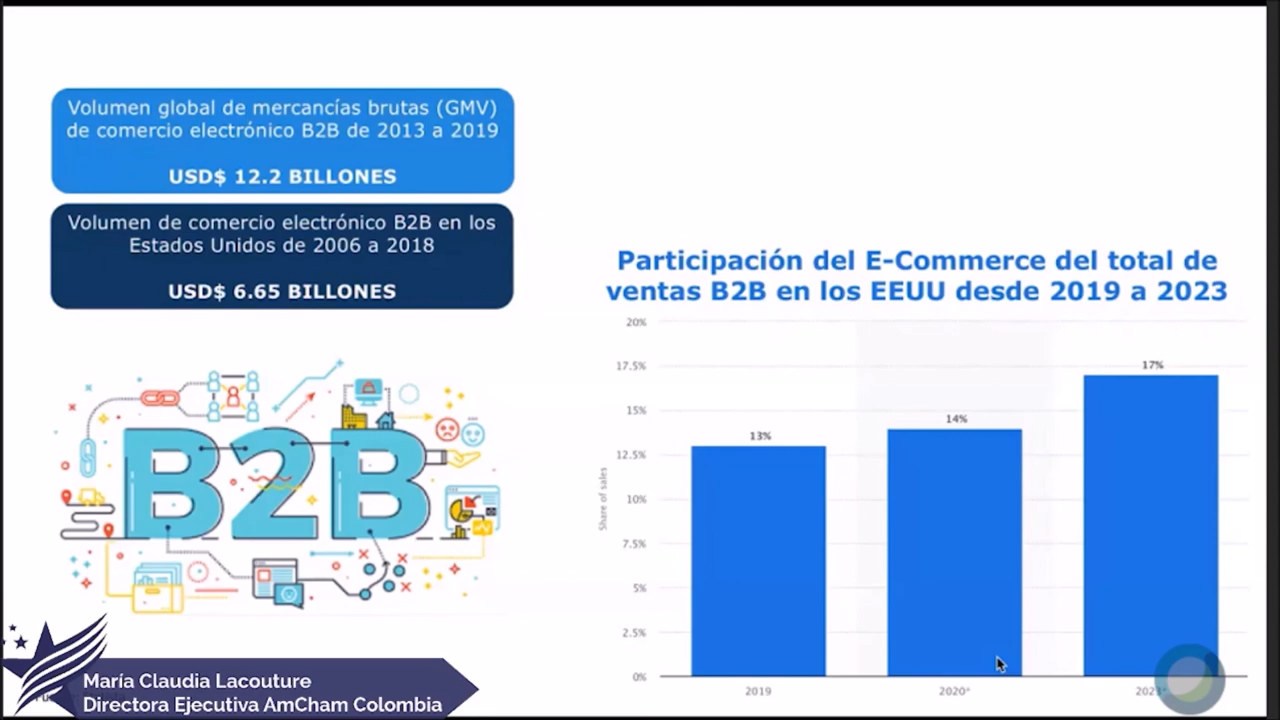 Volumen global de mercancías brutas (GMV)
de comercio electrónico B2B de 2013 a 2019
USD$ 12.2 BILLONES
Volumen de comercio electrónico B2B en los
Estados Unidos de 2006 a 2018
USD$ 6.65 BILLONES
B2B
Participación del E-Commerce del total de
ventas B2B en los EEUU desde 2019 a 2023
Share of sales
20%
17.5%
15%
12.5%
10%
7.5%
5%
2.5%
0%
13%
14%
17%
2019
2020*
2023*
María Claudia Lacouture
Directora Ejecutiva AmCham Colombia